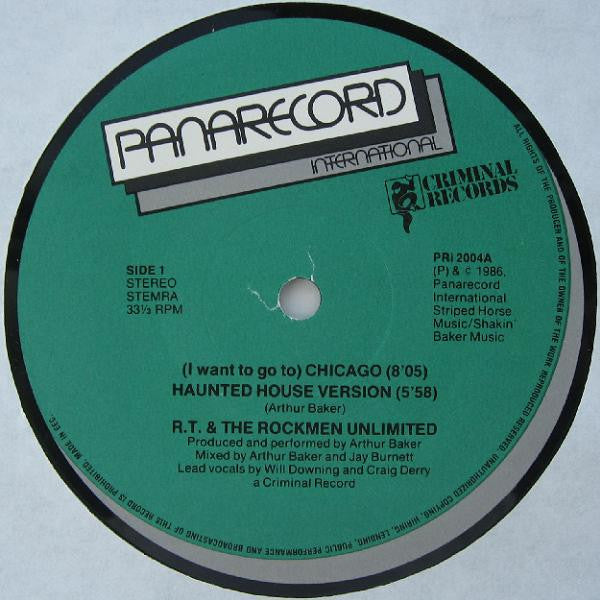 PANARECORD
INTERNATIONAL
CRIMINAL
RECORDS
SIDE 1
STEREO
STEMRA
33⅓ RPM
PRI 2004A
(P) & © 1986.
Panarecord
International
Striped Horse
Music/Shakin'
Baker Music
(I want to go to) CHICAGO (8'05)
HAUNTED HOUSE VERSION (5'58)
(Arthur Baker)
R.T. & THE ROCKMEN UNLIMITED
Produced and performed by Arthur Baker
Mixed by Arthur Baker and Jay Burnett
Lead vocals by Will Downing and Craig Derry
a Criminal Record
ALL RIGHTS OF THE PRODUCER AND OF THE OWNER OF THE WORK REPRODUCED RESERVED. UNAUTHORIZED COPYING, HIRING, LENDING, PUBLIC PERFORMANCE AND BROADCASTING OF THIS RECORD IS PROHIBITED. MADE IN EEC.